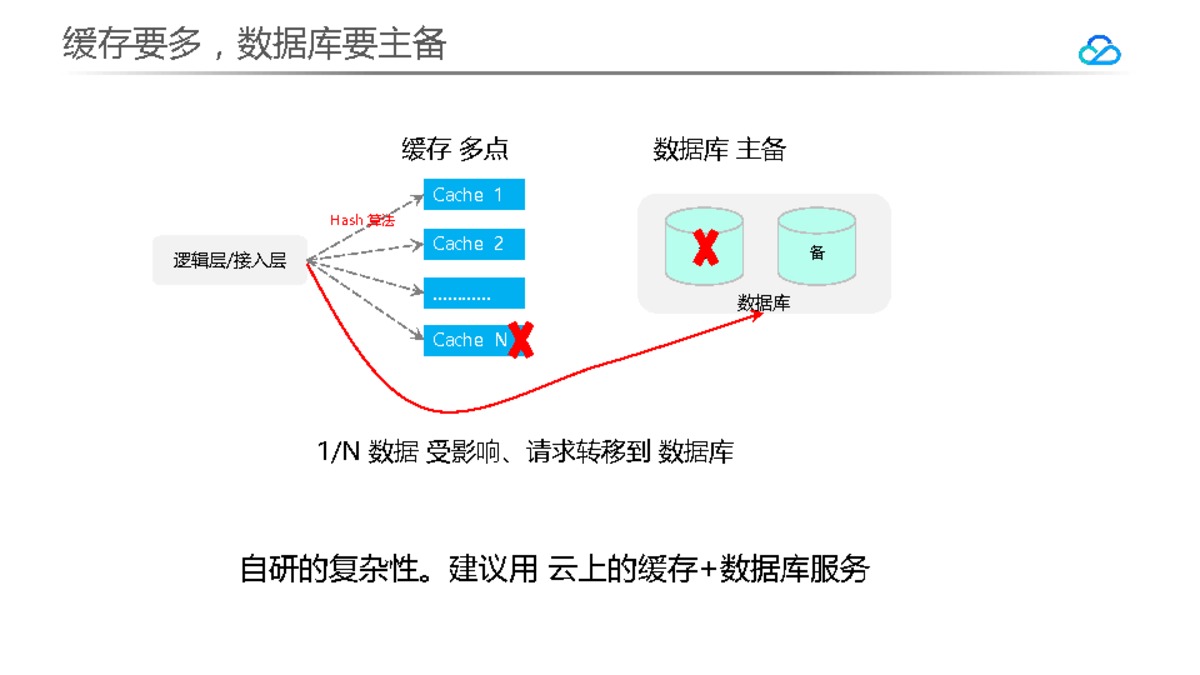 缓存要多，数据库要主备
缓存 多点
数据库 主备
Hash 算法
Cache 1
逻辑层/接入层
Cache 2
............
Cache N
备
数据库
1/N 数据 受影响、请求转移到 数据库
自研的复杂性。建议用 云上的缓存+数据库服务